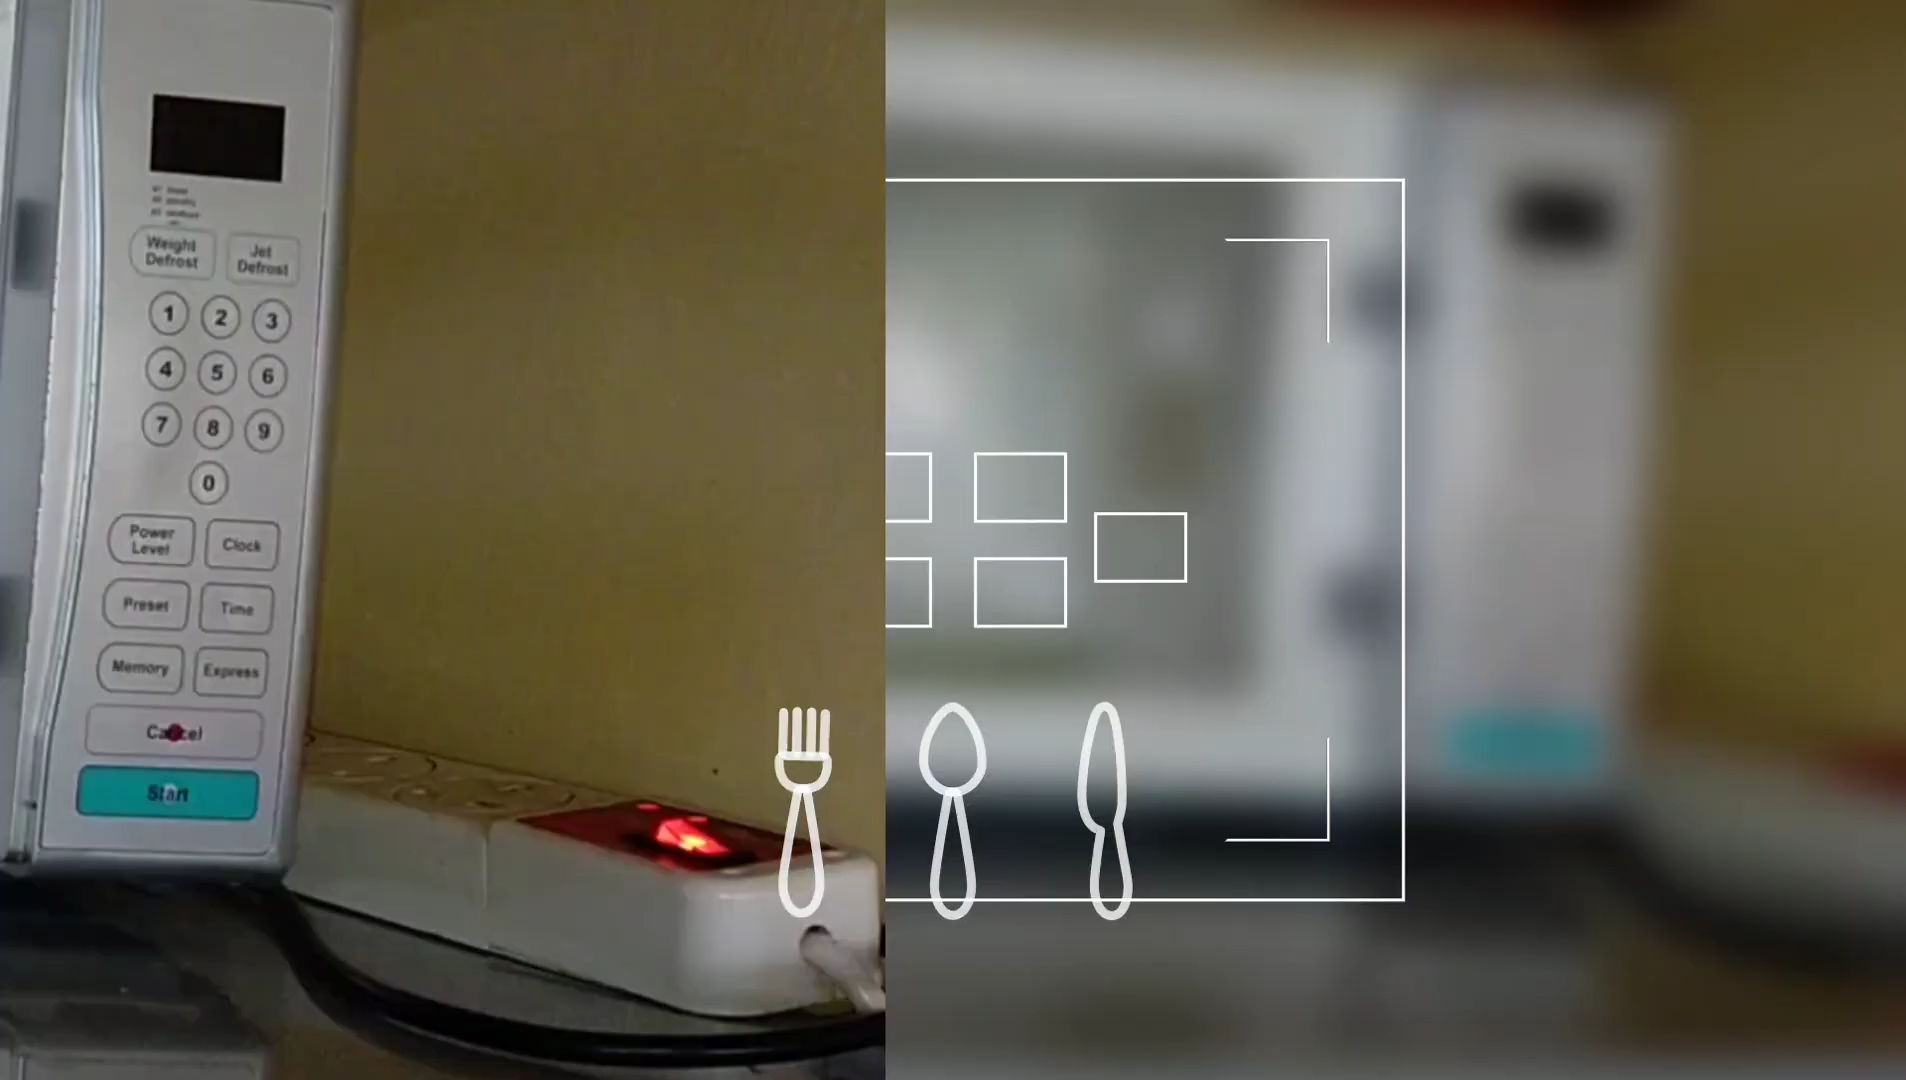 Weight
Defrost
Jet
Defrost
1 2 3
4 5 6
7 8 9
0
Power
Level
Clock
Preset
Time
Memory
Express
Cancel
Start